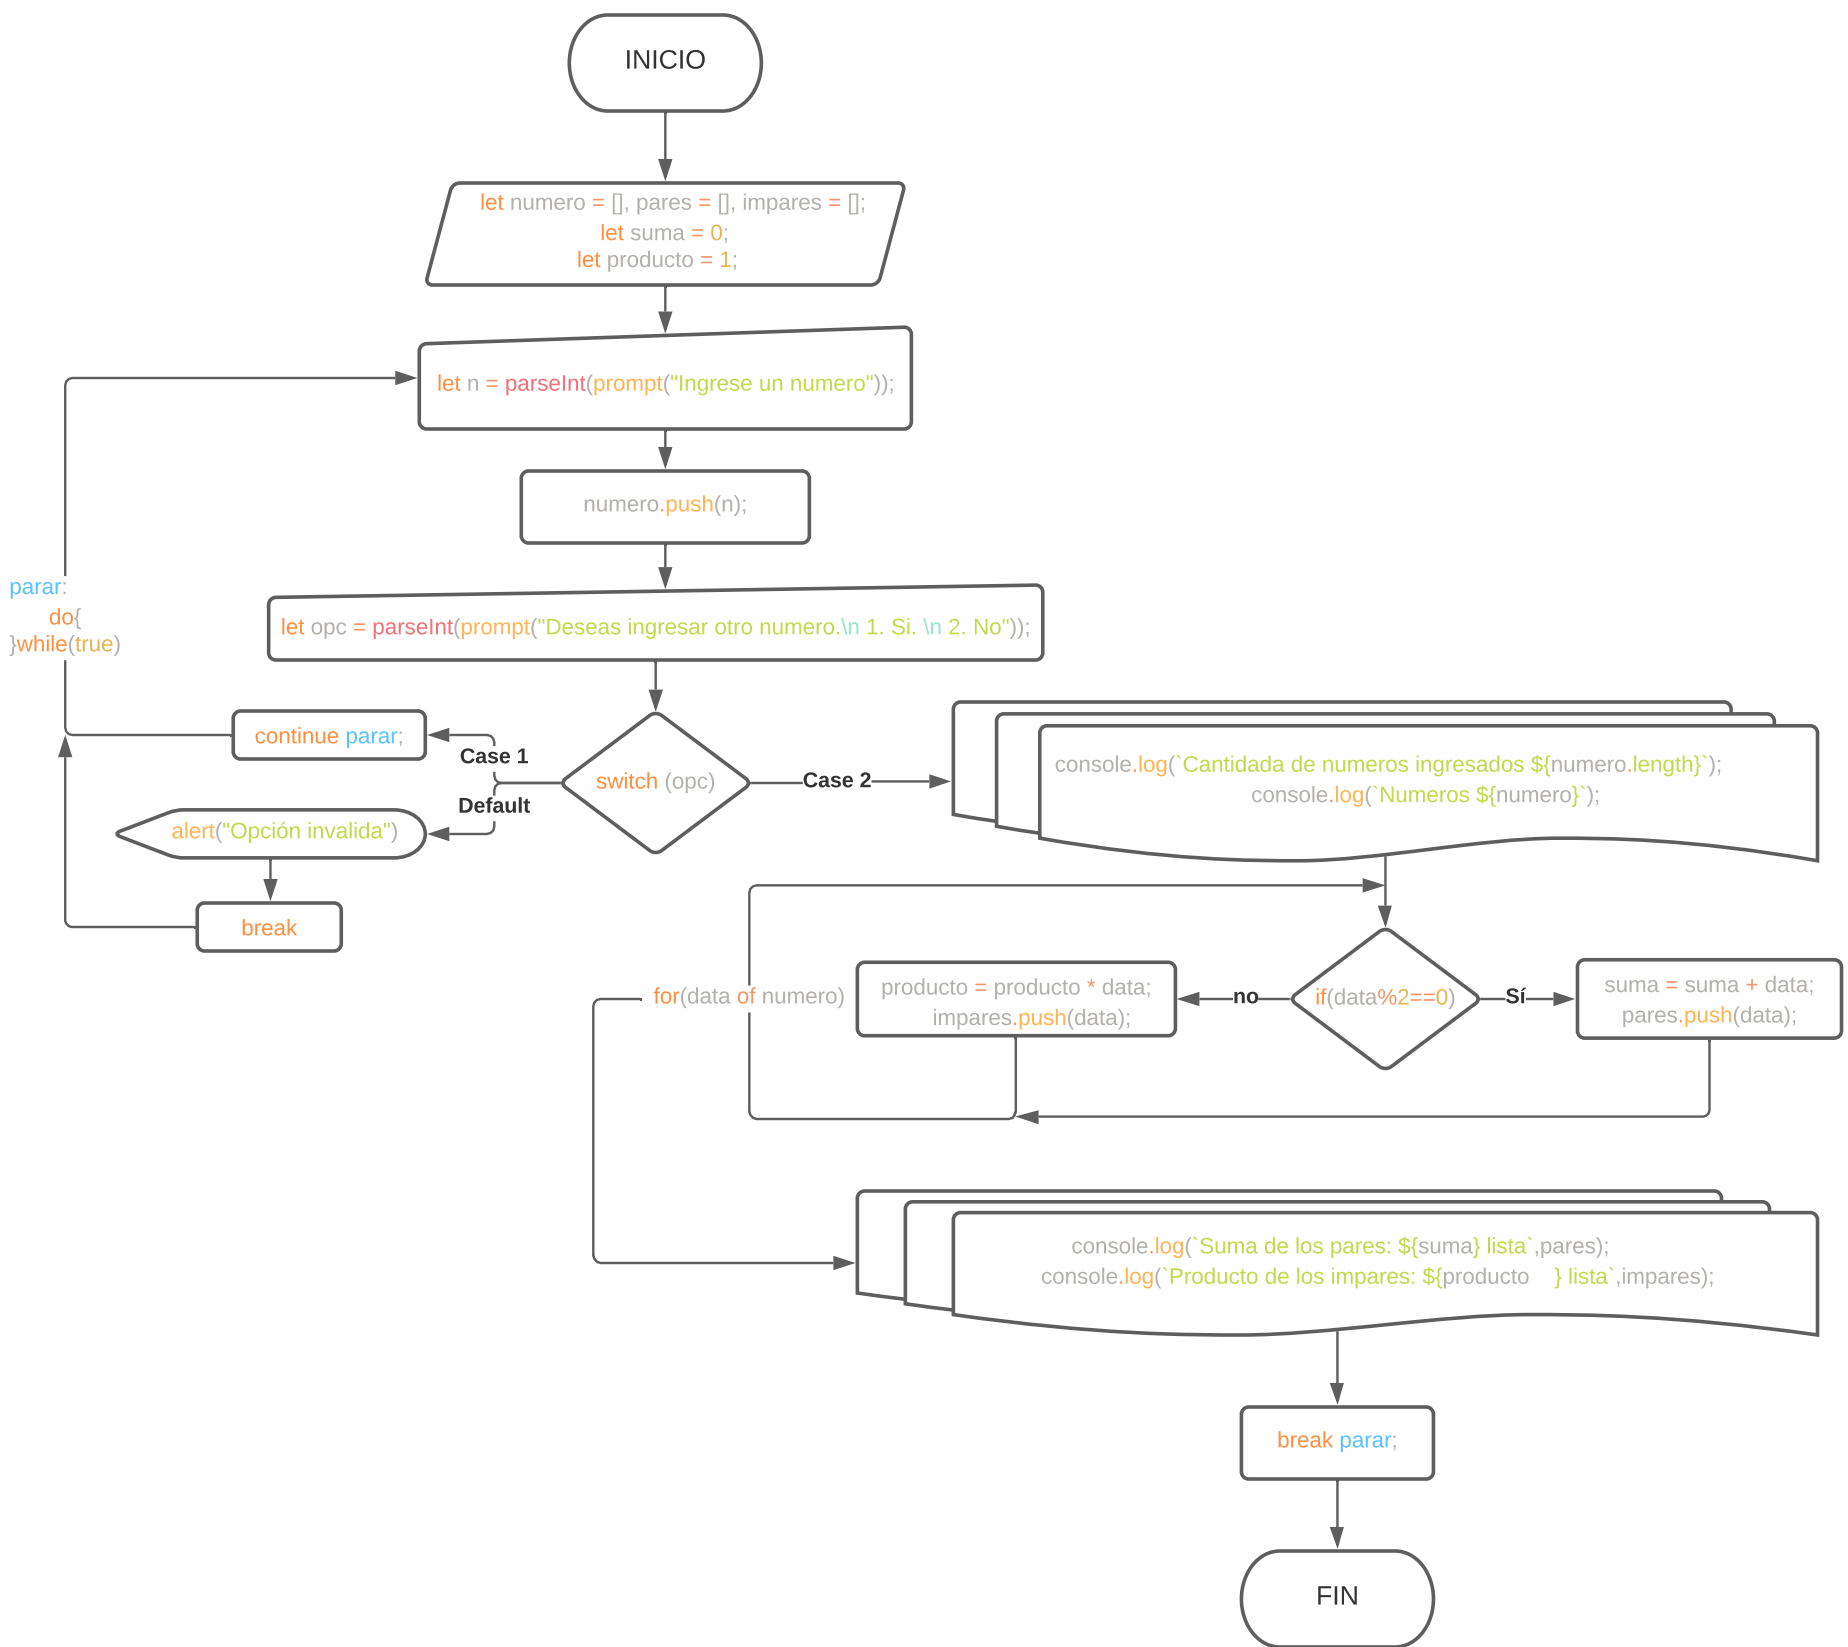 INICIO
let numero = [], pares = [], impares = [];
let suma = 0;
let producto = 1;
let n = parseInt(prompt("Ingrese un numero"));
numero.push(n);
parar:
do{
}while(true)
let opc = parseInt(prompt("Deseas ingresar otro numero.\n 1. Si. \n 2. No"));
continue parar;
Case 1
switch (opc)
Case 2
Default
alert("Opción invalida")
break
console.log(`Cantidada de numeros ingresados ${numero.length}`);
console.log(`Numeros ${numero}`);
for(data of numero)
producto = producto * data;
impares.push(data);
no
if(data%2==0)
Sí
suma = suma + data;
pares.push(data);
console.log(`Suma de los pares: ${suma} lista`,pares);
console.log(`Producto de los impares: ${producto    } lista`,impares);
break parar;
FIN